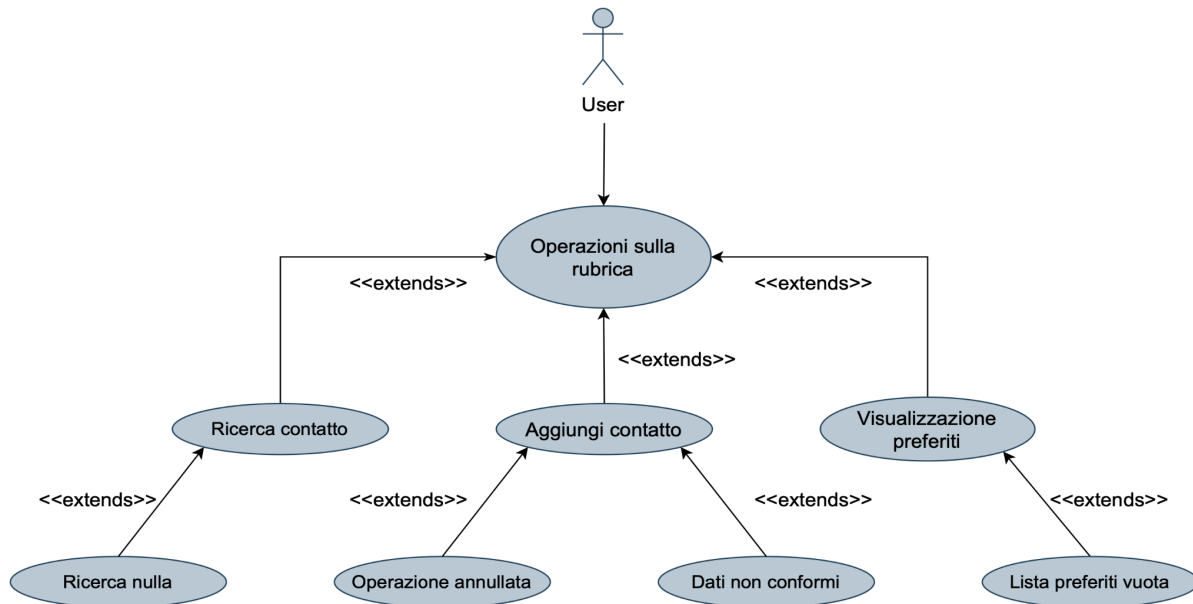 User
Operazioni sulla
rubrica
<<extends>>
<<extends>>
<<extends>>
Ricerca contatto
Aggiungi contatto
Visualizzazione
preferiti
<<extends>>
<<extends>>
<<extends>>
<<extends>>
Ricerca nulla
Operazione annullata
Dati non conformi
Lista preferiti vuota